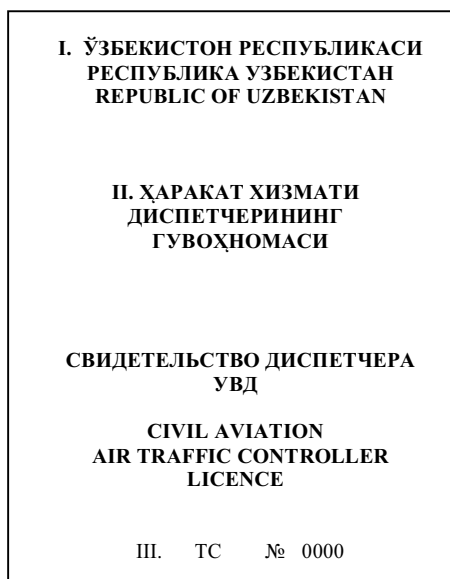 I. ЎЗБЕКИСТОН РЕСПУБЛИКАСИ
РЕСПУБЛИКА УЗБЕКИСТАН
REPUBLIC OF UZBEKISTAN
II. ҲАРАКАТ ХИЗМАТИ
ДИСПЕТЧЕРИНИНГ
ГУВОҲНОМАСИ
СВИДЕТЕЛЬСТВО ДИСПЕТЧЕРА
УВД
CIVIL AVIATION
AIR TRAFFIC CONTROLLER
LICENCE
III. ТС № 0000